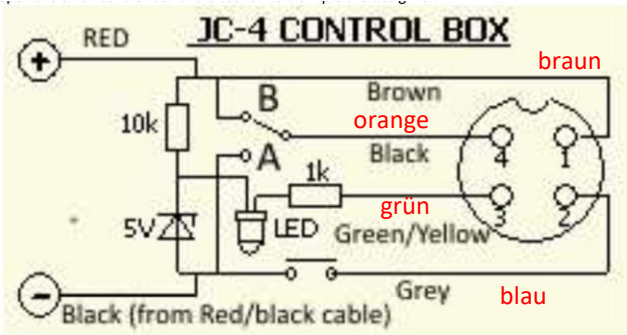 RED
JC-4 CONTROL BOX
braun
Brown
B
orange
10k
Black
4
1
A
1k
grün
3
2
5V
LED
Green/Yellow
Grey
blau
Black (from Red/black cable)